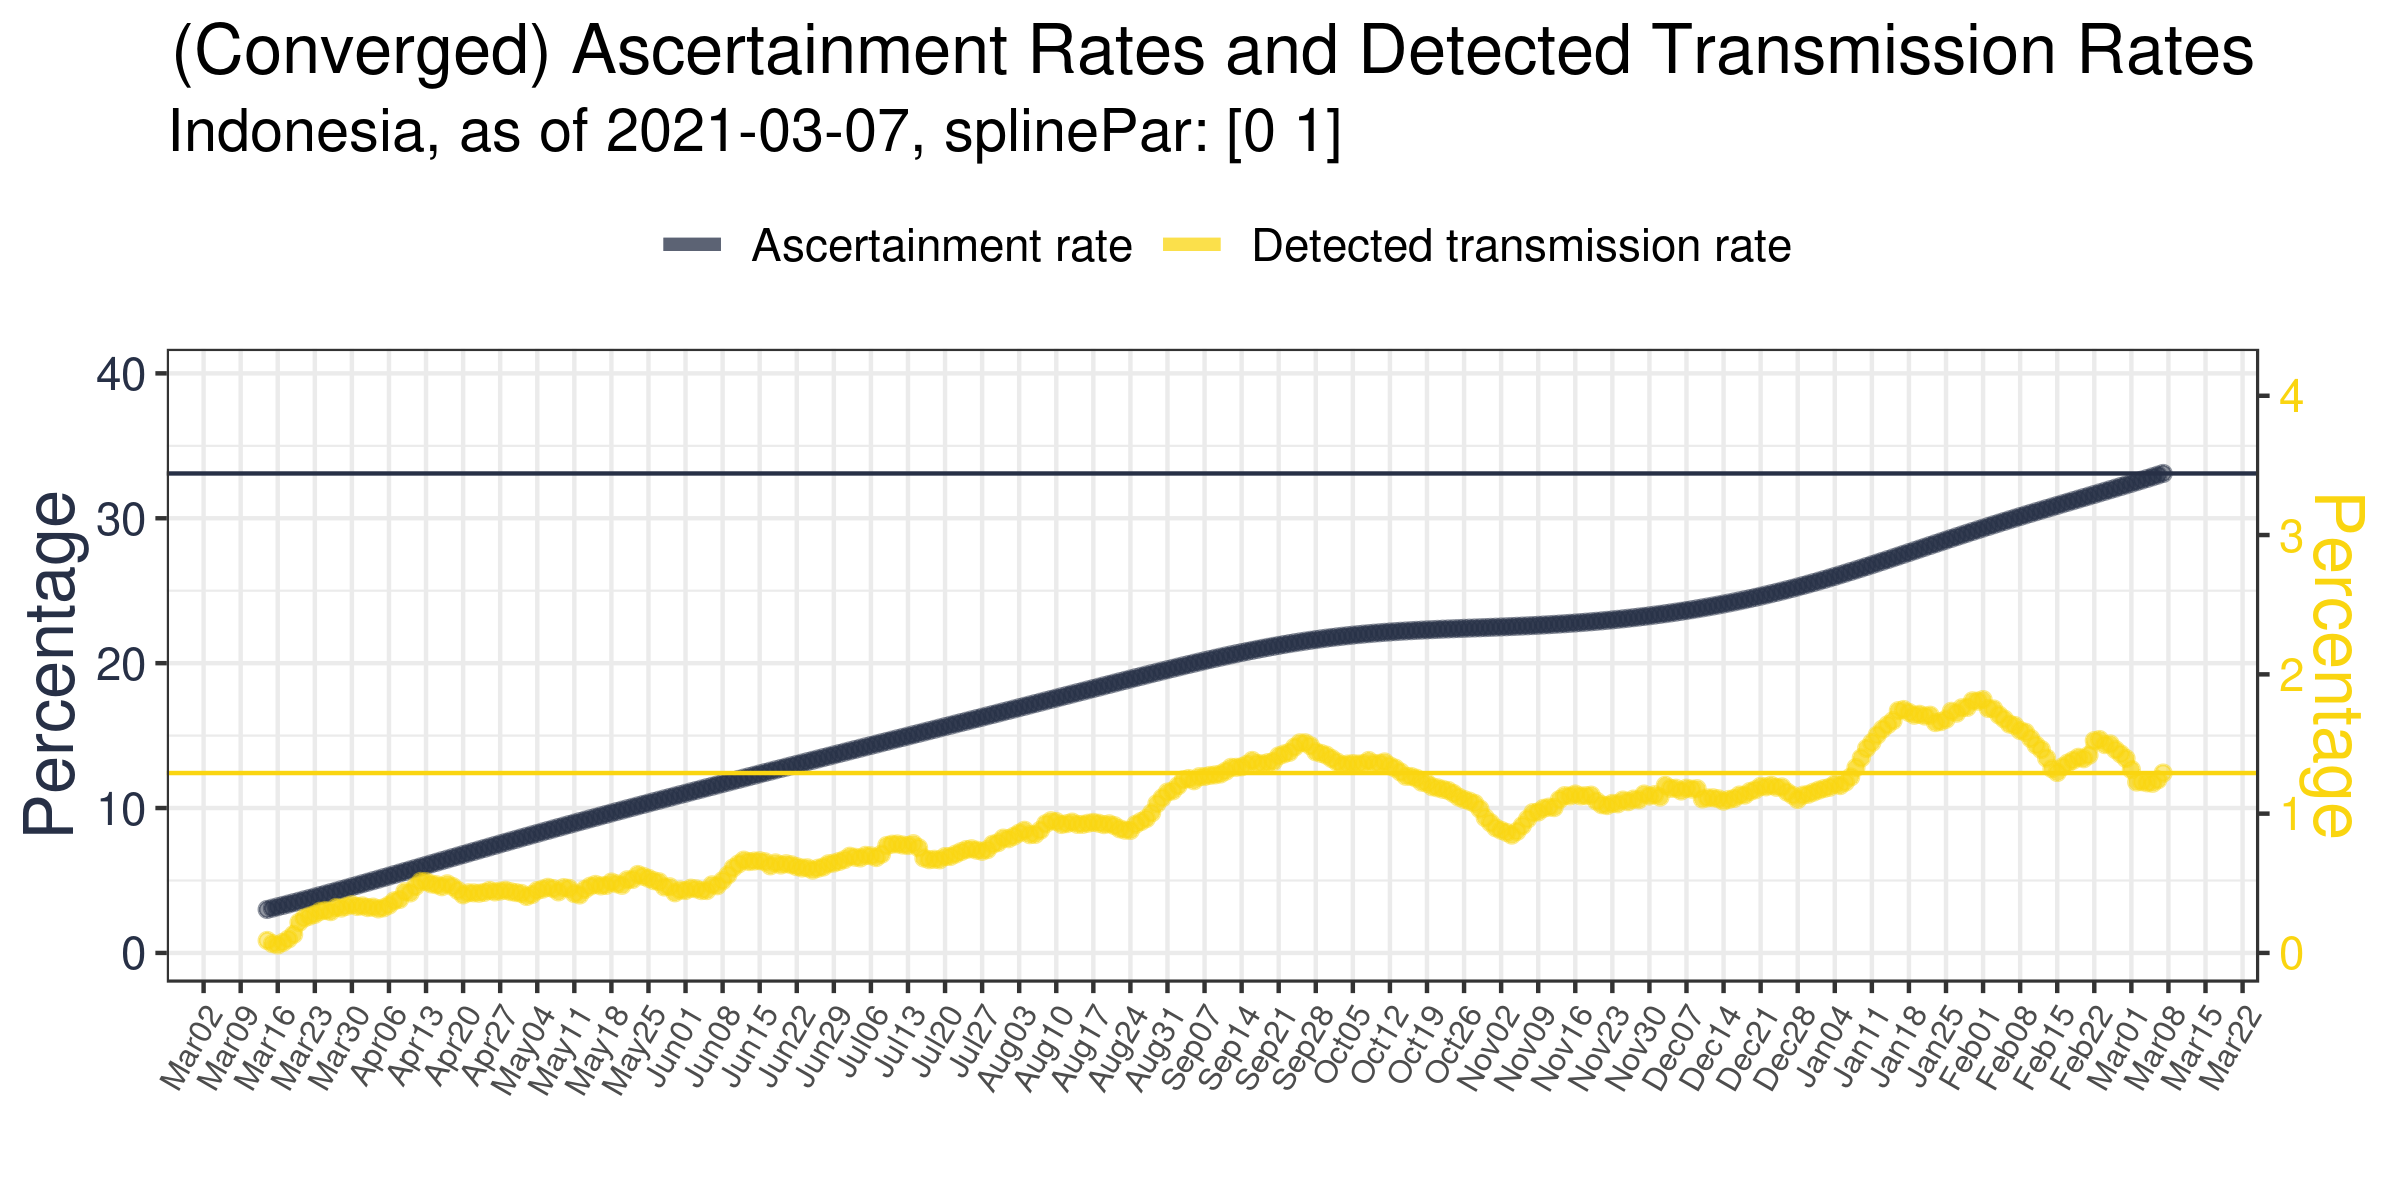 (Converged) Ascertainment Rates and Detected Transmission Rates
Indonesia, as of 2021-03-07, splinePar: [0 1]
Ascertainment rate
Detected transmission rate
Percentage
40
30
20
10
0
4
3
2
1
0
Percentage
Mar02
Mar09
Mar16
Mar23
Mar30
Apr06
Apr13
Apr20
Apr27
May04
May11
May18
May25
Jun01
Jun08
Jun15
Jun22
Jun29
Jul06
Jul13
Jul20
Jul27
Aug03
Aug10
Aug17
Aug24
Aug31
Sep07
Sep14
Sep21
Sep28
Oct05
Oct12
Oct19
Oct26
Nov02
Nov09
Nov16
Nov23
Nov30
Dec07
Dec14
Dec21
Dec28
Jan04
Jan11
Jan18
Jan25
Feb01
Feb08
Feb15
Feb22
Mar01
Mar08
Mar15
Mar22